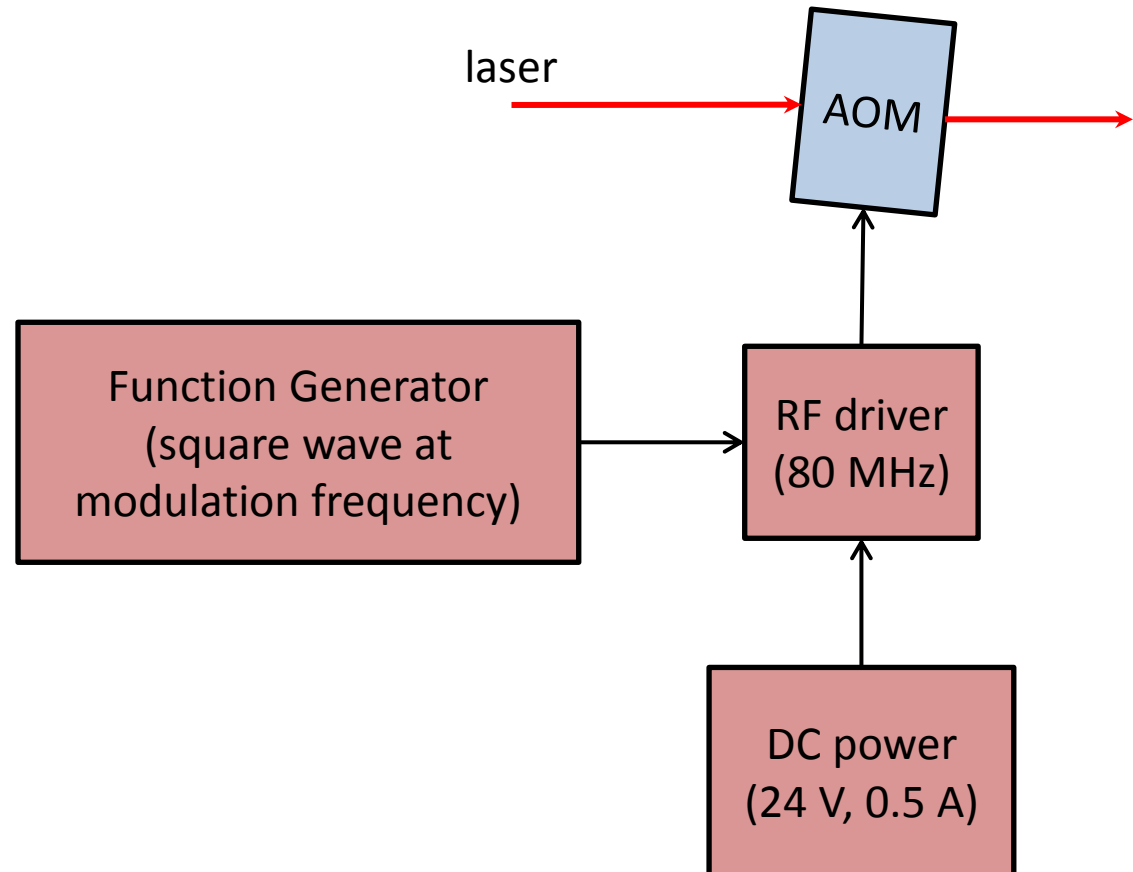 laser
AOM
Function Generator
(square wave at
modulation frequency)
RF driver
(80 MHz)
DC power
(24 V, 0.5 A)